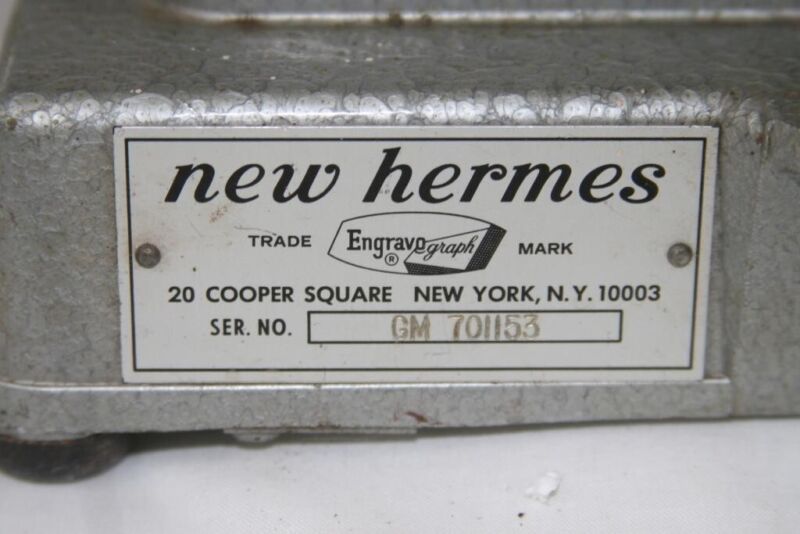 new hermes
TRADE Engravograph ® MARK
20 COOPER SQUARE NEW YORK, N.Y. 10003
SER. NO. GM 701153